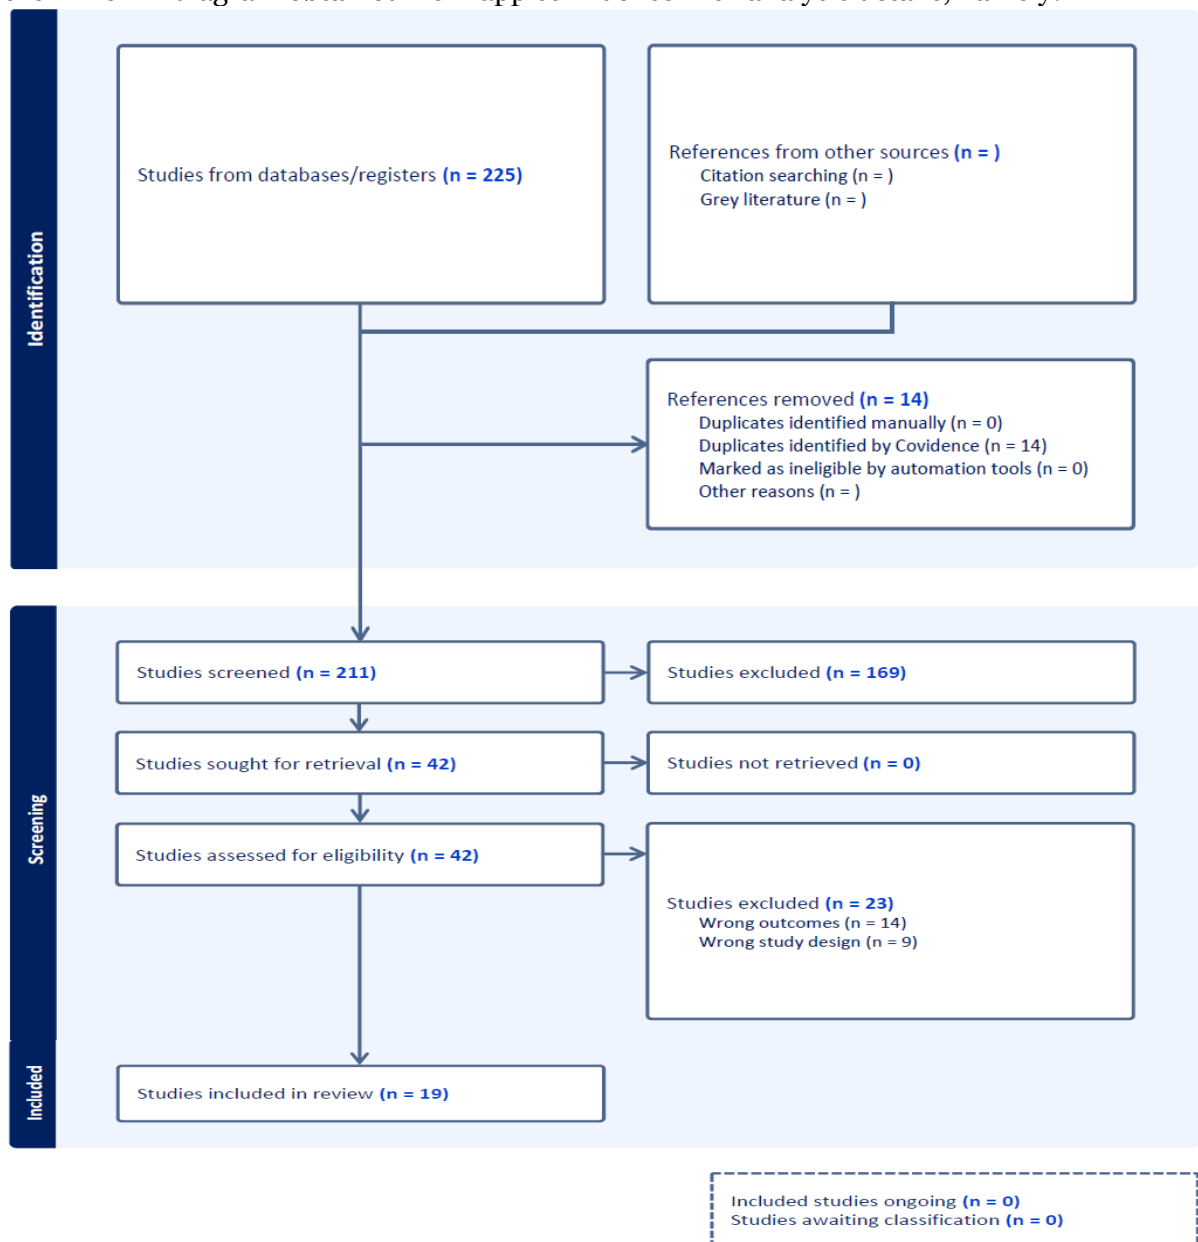 Identification
Studies from databases/registers (n = 225)
References from other sources (n = )
Citation searching (n = )
Grey literature (n = )
References removed (n = 14)
Duplicates identified manually (n = 0)
Duplicates identified by Covidence (n = 14)
Marked as ineligible by automation tools (n = 0)
Other reasons (n = )
Screening
Studies screened (n = 211)
Studies excluded (n = 169)
Studies sought for retrieval (n = 42)
Studies not retrieved (n = 0)
Studies assessed for eligibility (n = 42)
Studies excluded (n = 23)
Wrong outcomes (n = 14)
Wrong study design (n = 9)
Included
Studies included in review (n = 19)
Included studies ongoing (n = 0)
Studies awaiting classification (n = 0)